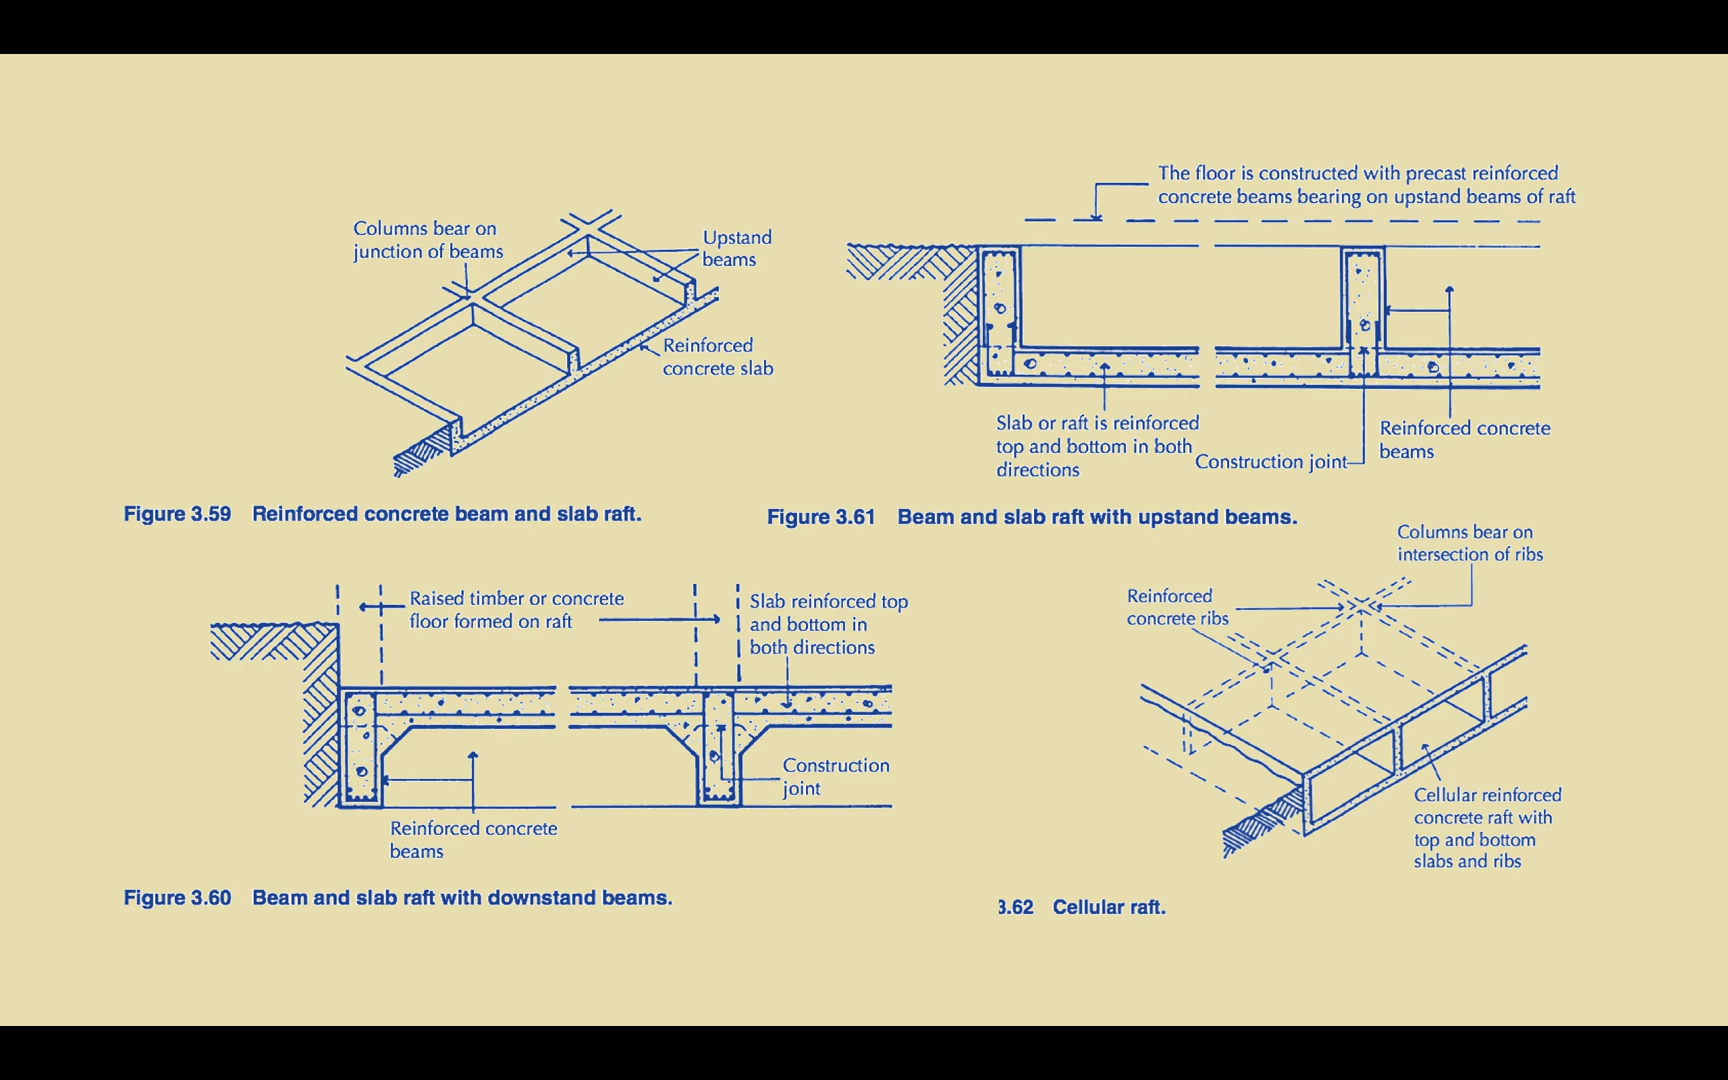 Columns bear on
junction of beams
Upstand
beams
Reinforced
concrete slab
Figure 3.59 Reinforced concrete beam and slab raft.
The floor is constructed with precast reinforced
concrete beams bearing on upstand beams of raft
Slab or raft is reinforced
top and bottom in both
directions
Construction joint
Reinforced concrete
beams
Figure 3.61 Beam and slab raft with upstand beams.
Raised timber or concrete
floor formed on raft
Slab reinforced top
and bottom in
both directions
Construction
joint
Reinforced concrete
beams
Figure 3.60 Beam and slab raft with downstand beams.
Columns bear on
intersection of ribs
Reinforced
concrete ribs
Cellular reinforced
concrete raft with
top and bottom
slabs and ribs
3.62 Cellular raft.